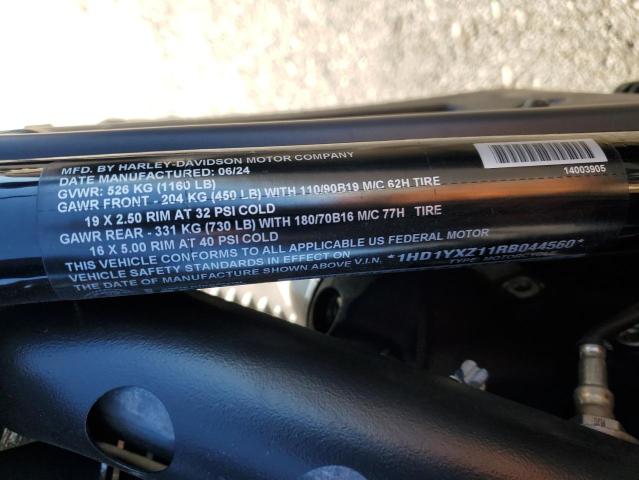 MFD. BY HARLEY-DAVIDSON MOTOR COMPANY
DATE MANUFACTURED: 06/24
GVWR: 526 KG (1160 LB)
GAWR FRONT - 204 KG (450 LB) WITH 110/90B19 M/C 62H TIRE
19 X 2.50 RIM AT 32 PSI COLD
GAWR REAR - 331 KG (730 LB) WITH 180/70B16 M/C 77H TIRE
16 X 5.00 RIM AT 40 PSI COLD
THIS VEHICLE CONFORMS TO ALL APPLICABLE US FEDERAL MOTOR
VEHICLE SAFETY STANDARDS IN EFFECT ON
THE DATE OF MANUFACTURE SHOWN ABOVE V.I.N. *1HD1YXZ11RB044560*
TYPE: MOTORCYCLE
14003905